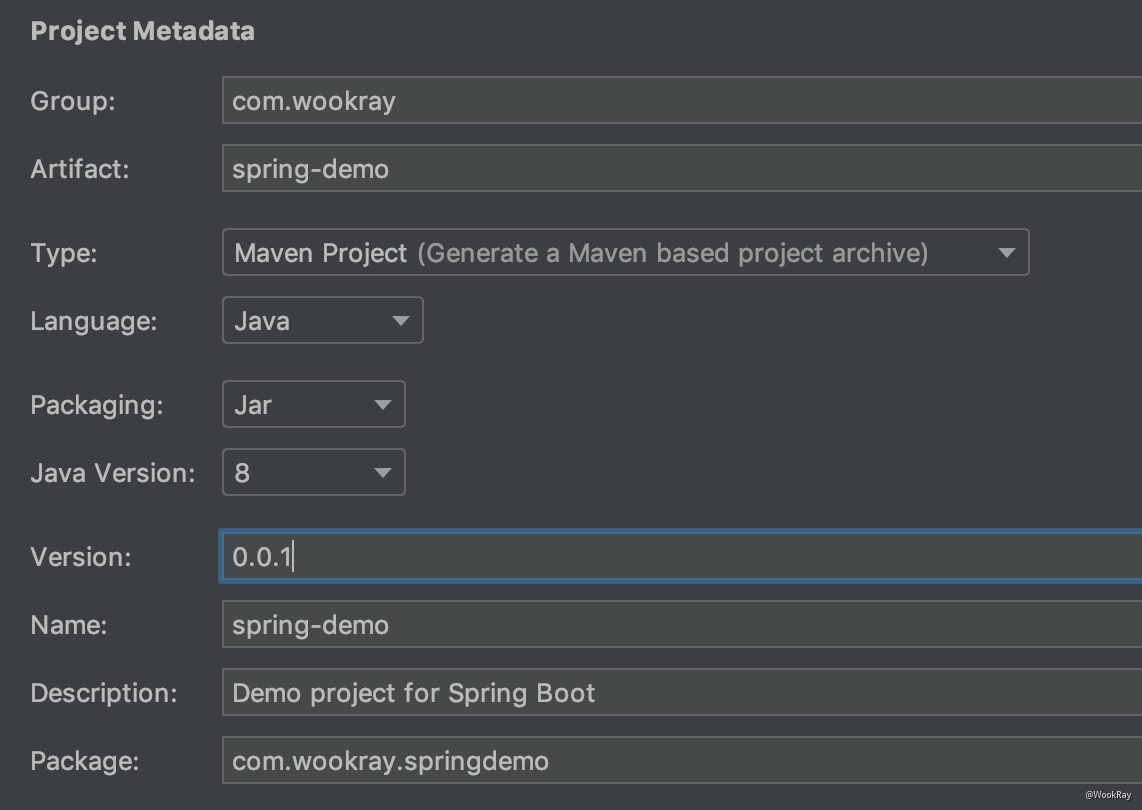 Project Metadata
Group: com.wookray
Artifact: spring-demo
Type: Maven Project (Generate a Maven based project archive)
Language: Java
Packaging: Jar
Java Version: 8
Version: 0.0.1
Name: spring-demo
Description: Demo project for Spring Boot
Package: com.wookray.springdemo
@WookRay